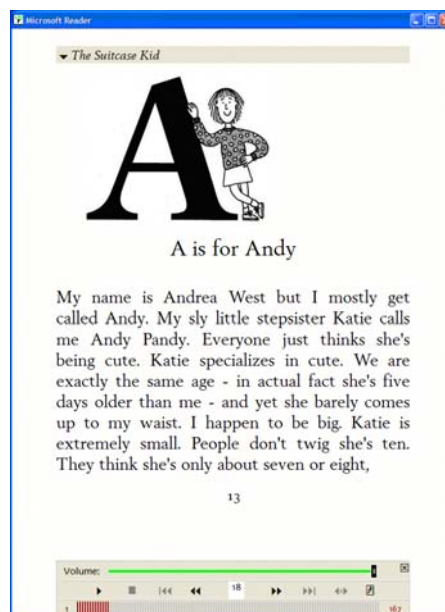 Microsoft Reader
The Suitcase Kid
A
A is for Andy
My name is Andrea West but I mostly get
called Andy. My sly little stepsister Katie calls
me Andy Pandy. Everyone just thinks she's
being cute. Katie specializes in cute. We are
exactly the same age - in actual fact she's five
days older than me - and yet she barely comes
up to my waist. I happen to be big. Katie is
extremely small. People don't twig she's ten.
They think she's only about seven or eight,
13
Volume:
18
1 167